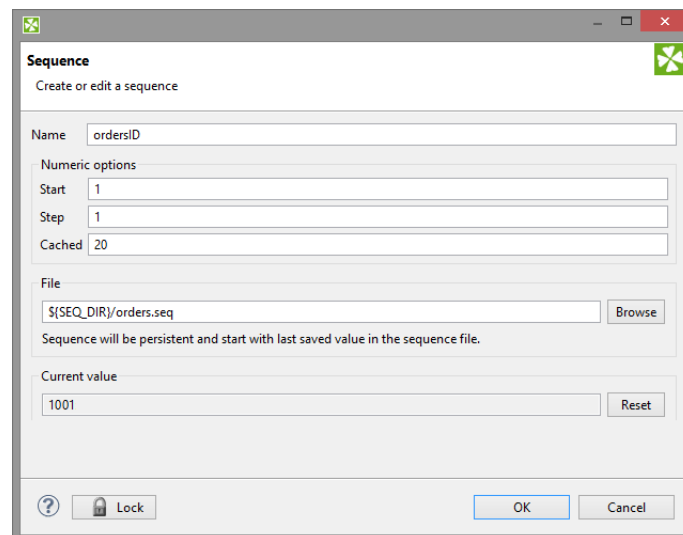 Sequence
Create or edit a sequence
Name ordersID
Numeric options
Start 1
Step 1
Cached 20
File
${SEQ_DIR}/orders.seq Browse
Sequence will be persistent and start with last saved value in the sequence file.
Current value
1001 Reset
? Lock OK Cancel